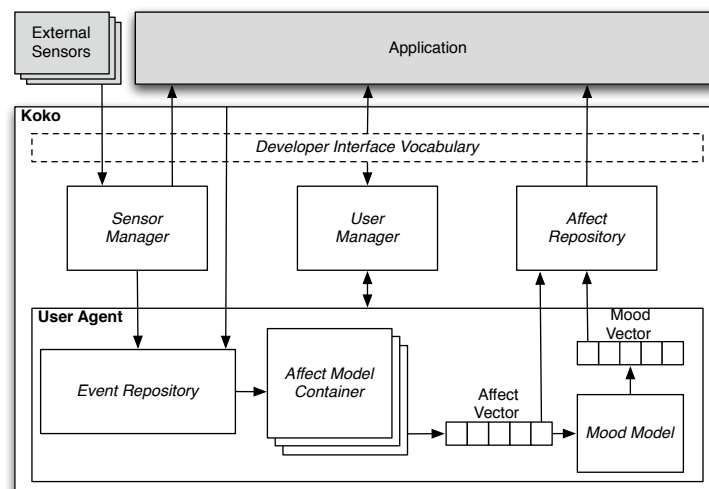 External
Sensors
Application
Koko
Developer Interface Vocabulary
Sensor
Manager
User
Manager
Affect
Repository
User Agent
Mood
Vector
Event Repository
Affect Model
Container
Affect
Vector
Mood Model